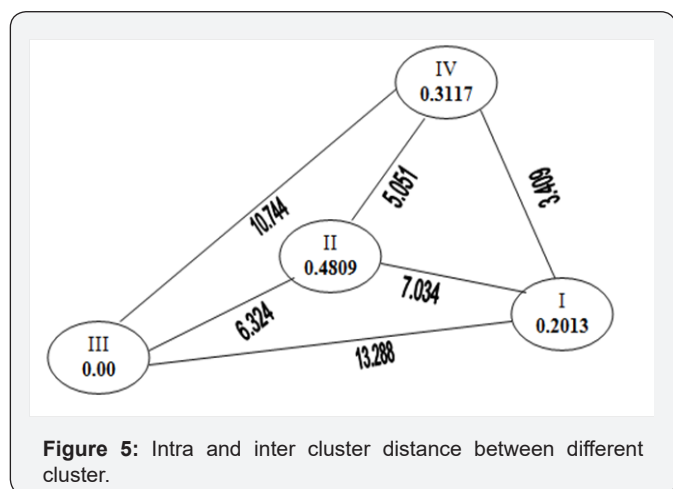 IV
0.3117
10.744
5.051
3.409
II
0.4809
7.034
6.324
I
0.2013
III
0.00
13.288
Figure 5: Intra and inter cluster distance between different
cluster.